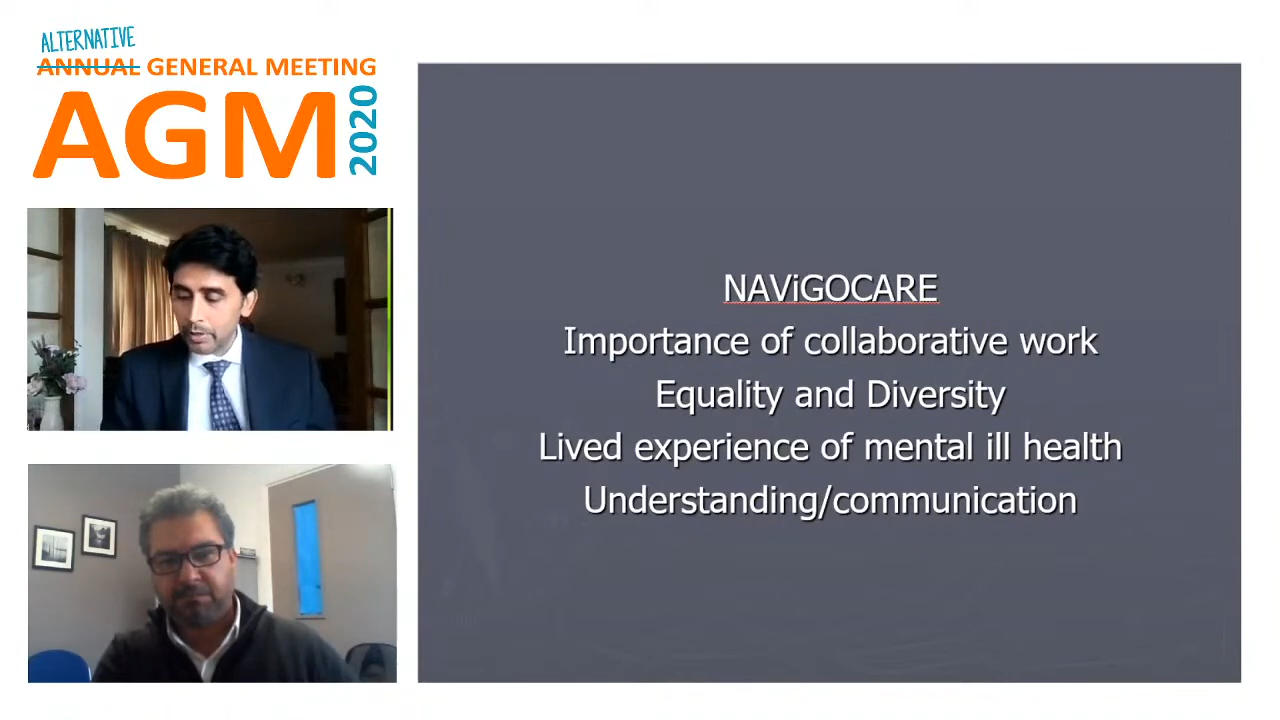 ALTERNATIVE
ANNUAL GENERAL MEETING
AGM 2020
NAViGOCARE
Importance of collaborative work
Equality and Diversity
Lived experience of mental ill health
Understanding/communication